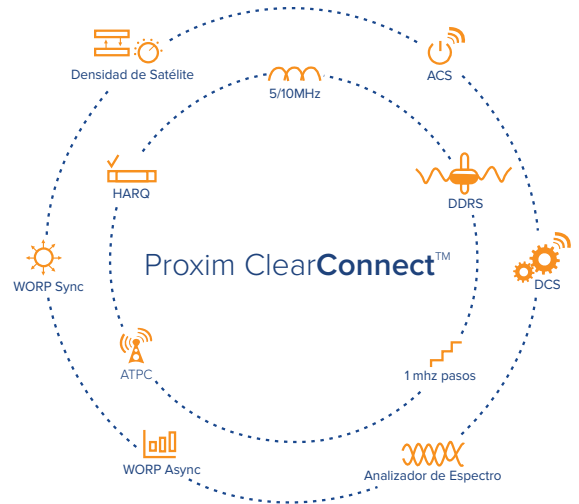 Densidad de Satélite
ACS
5/10MHz
HARQ
DDRS
Proxim ClearConnect™
WORP Sync
DCS
ATPC
1 mhz pasos
WORP Async
Analizador de Espectro